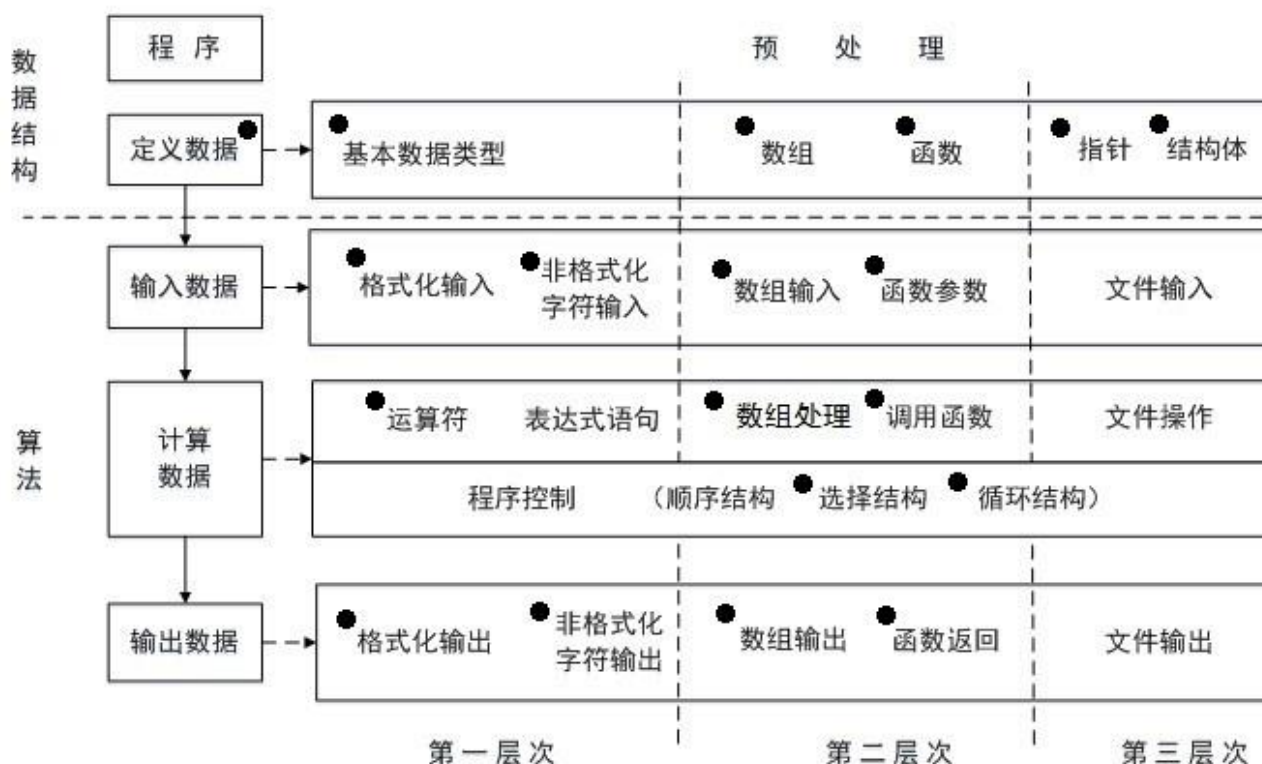 程 序
预 处 理
数据结构
定义数据
基本数据类型
数组
函数
指针
结构体
输入数据
格式化输入
非格式化
字符输入
数组输入
函数参数
文件输入
算法
计算
数据
运算符
表达式语句
数组处理
调用函数
文件操作
程序控制 （顺序结构 选择结构 循环结构）
输出数据
格式化输出
非格式化
字符输出
数组输出
函数返回
文件输出
第一层次
第二层次
第三层次